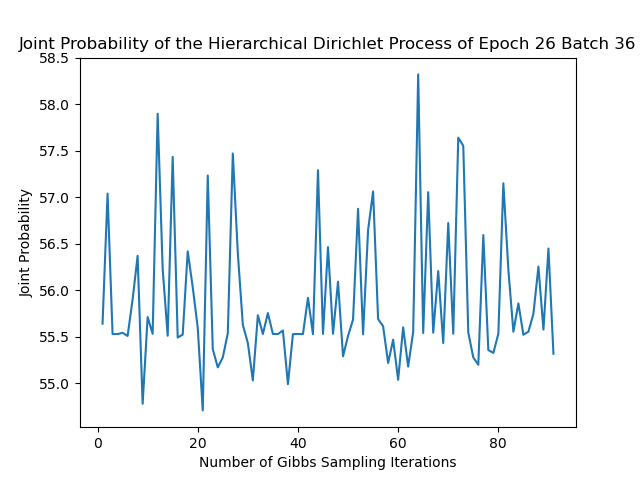 Joint Probability of the Hierarchical Dirichlet Process of Epoch 26 Batch 36
58.5
58.0
57.5
57.0
56.5
56.0
55.5
55.0
Joint Probability
0 20 40 60 80
Number of Gibbs Sampling Iterations